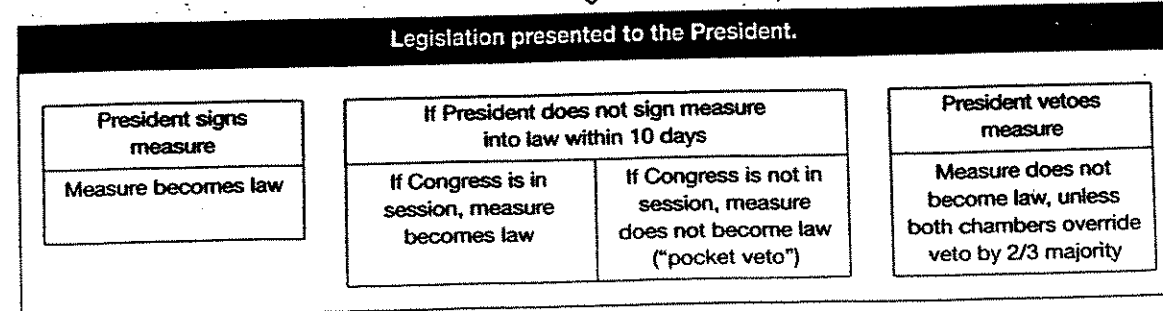 Legislation presented to the President.
President signs
measure
Measure becomes law
If President does not sign measure
into law within 10 days
If Congress is in
session, measure
becomes law
If Congress is not in
session, measure
does not become law
("pocket veto")
President vetoes
measure
Measure does not
become law, unless
both chambers override
veto by 2/3 majority